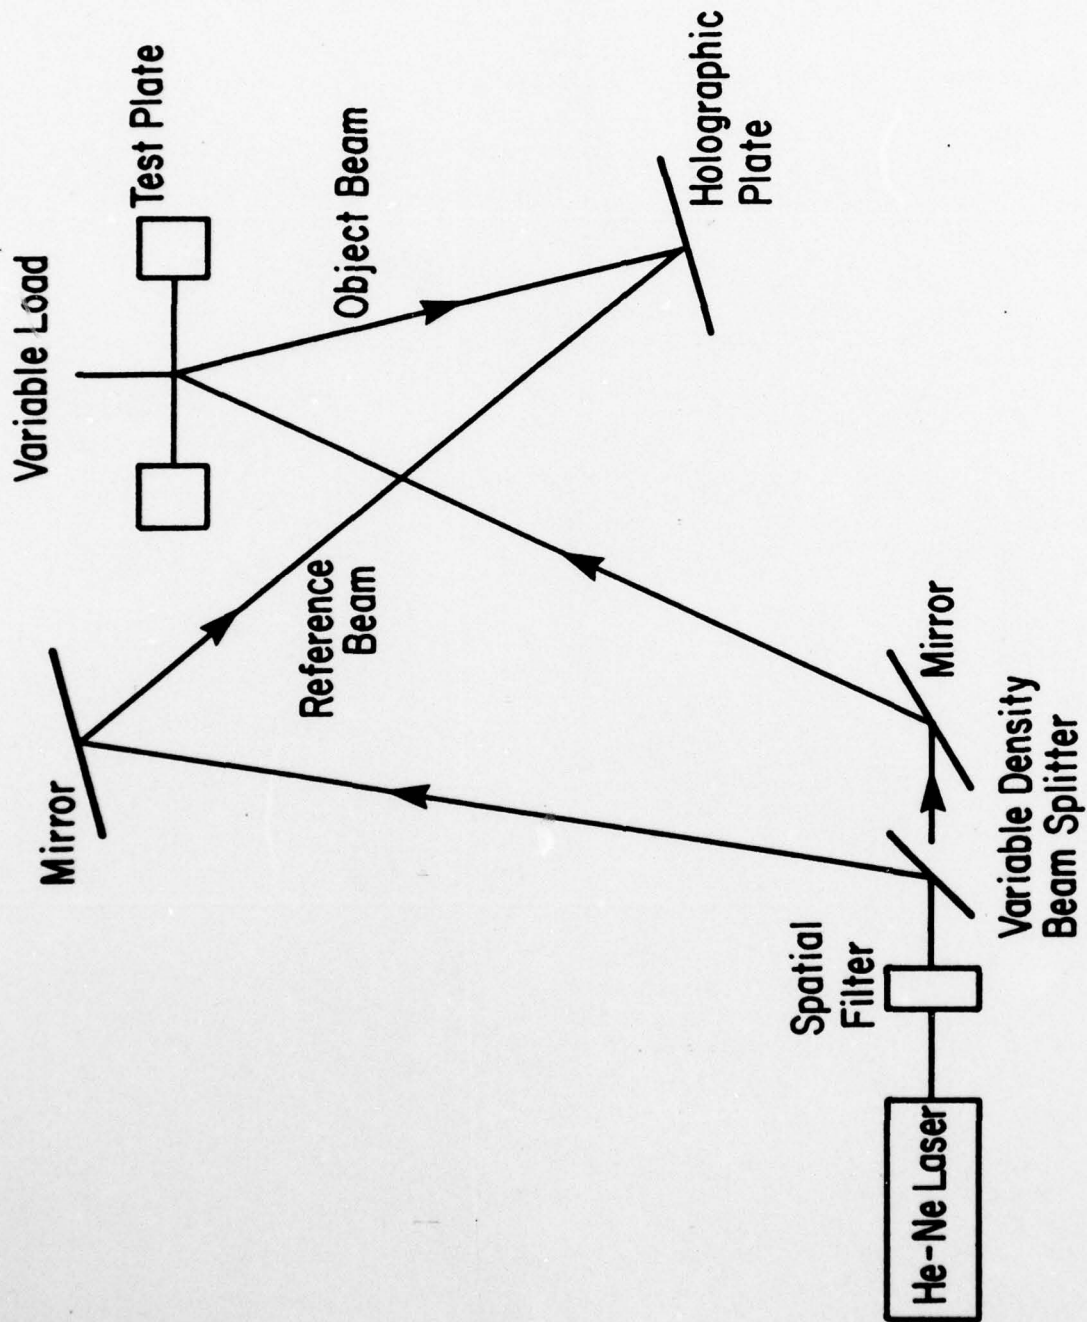 Variable Load
Test Plate
Mirror
Object Beam
Reference
Beam
Holographic
Plate
Spatial
Filter
Mirror
He-Ne Laser
Variable Density
Beam Splitter